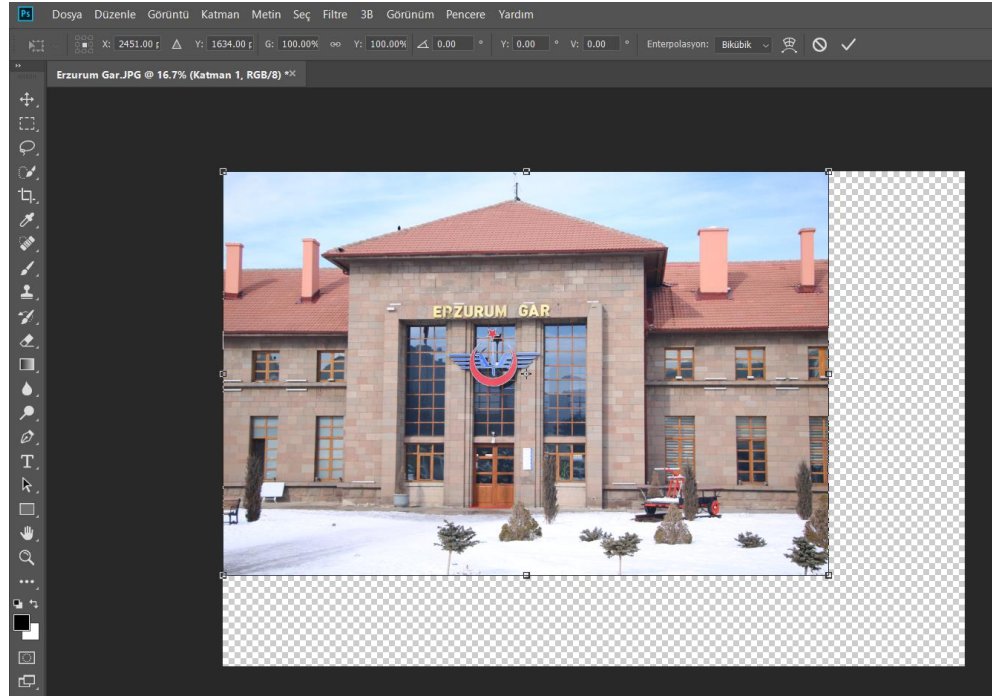 Ps Dosya Düzenle Görüntü Katman Metin Seç Filtre 3B Görünüm Pencere Yardım
X: 2451.00 p Y: 1634.00 p G: 100.00% Y: 100.00% 0.00 ° Y: 0.00 ° V: 0.00 ° Enterpolasyon: Bikübik
Erzurum Gar.JPG @ 16.7% (Katman 1, RGB/8) *
ERZURUM GAR